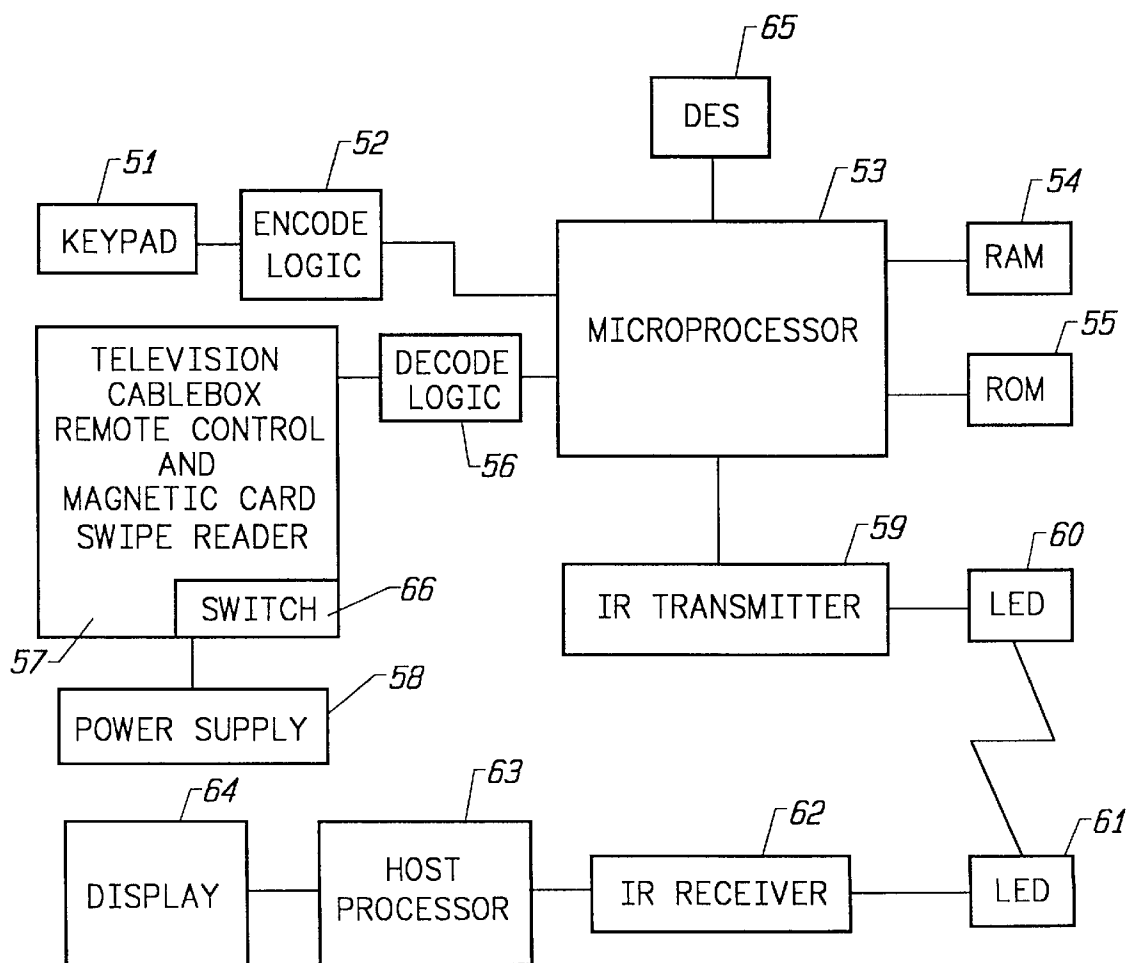 65
DES
51
KEYPAD
52
ENCODE
LOGIC
53
MICROPROCESSOR
54
RAM
55
ROM
TELEVISION
CABLEBOX
REMOTE CONTROL
AND
MAGNETIC CARD
SWIPE READER
SWITCH
66
57
DECODE
LOGIC
56
58
POWER SUPPLY
59
IR TRANSMITTER
60
LED
64
DISPLAY
63
HOST
PROCESSOR
62
IR RECEIVER
61
LED